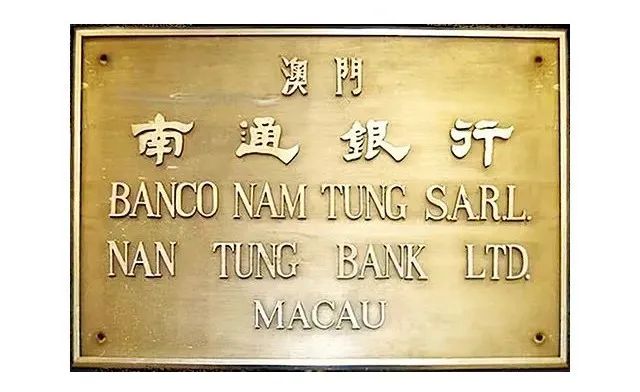 澳門
南通銀行
BANCO NAM TUNG S.A.R.L.
NAN TUNG BANK LTD.
MACAU